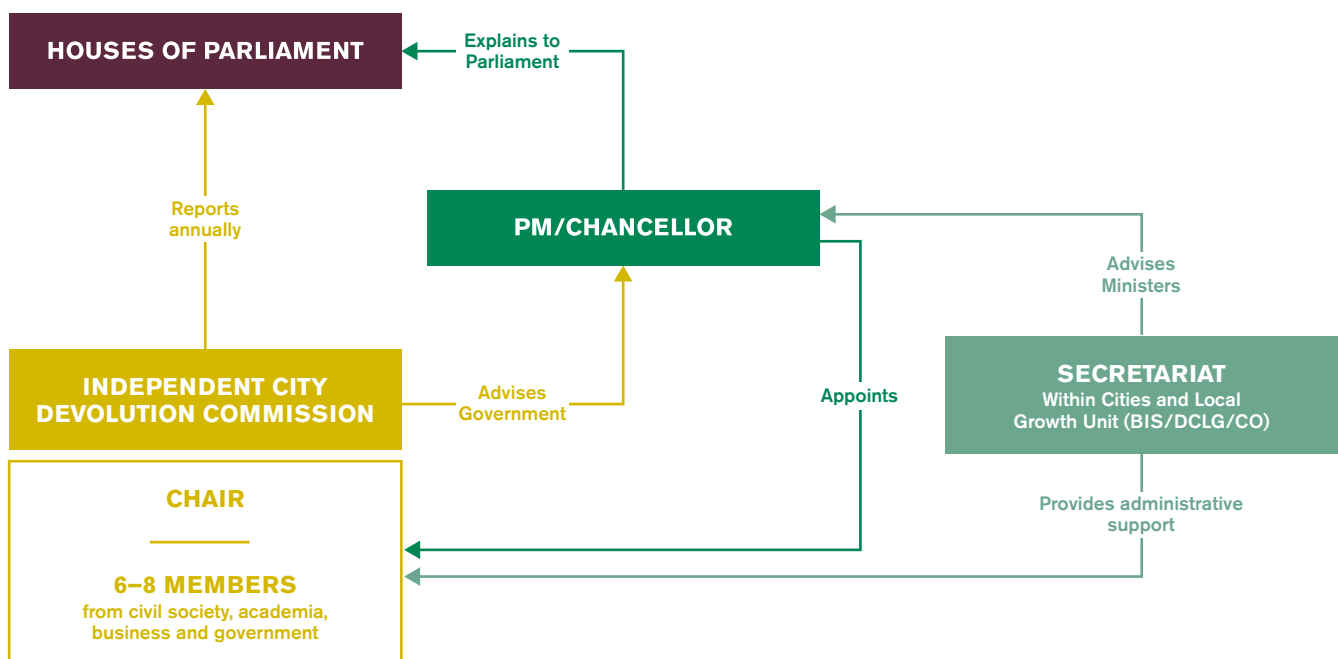 HOUSES OF PARLIAMENT
Explains to
Parliament
Reports
annually
PM/CHANCELLOR
Advises
Ministers
INDEPENDENT CITY
DEVOLUTION COMMISSION
Advises
Government
Appoints
SECRETARIAT
Within Cities and Local
Growth Unit (BIS/DCLG/CO)
CHAIR
Provides administrative
support
6–8 MEMBERS
from civil society, academia,
business and government